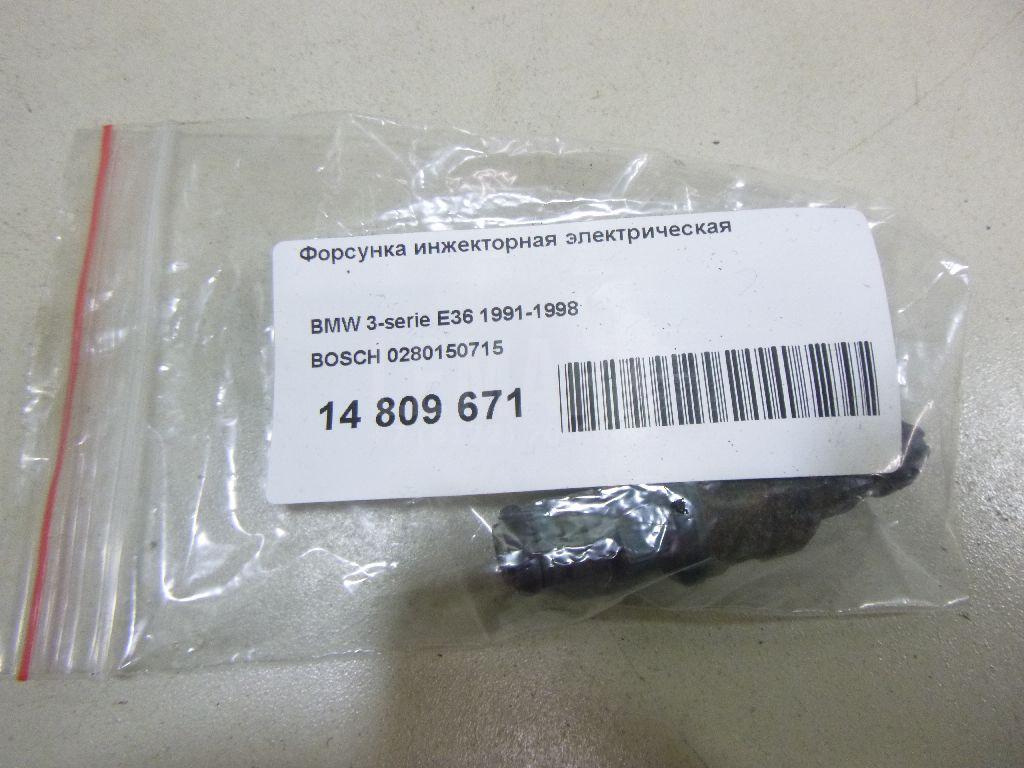 Форсунка инжекторная электрическая
BMW 3-serie E36 1991-1998
BOSCH 0280150715
14 809 671